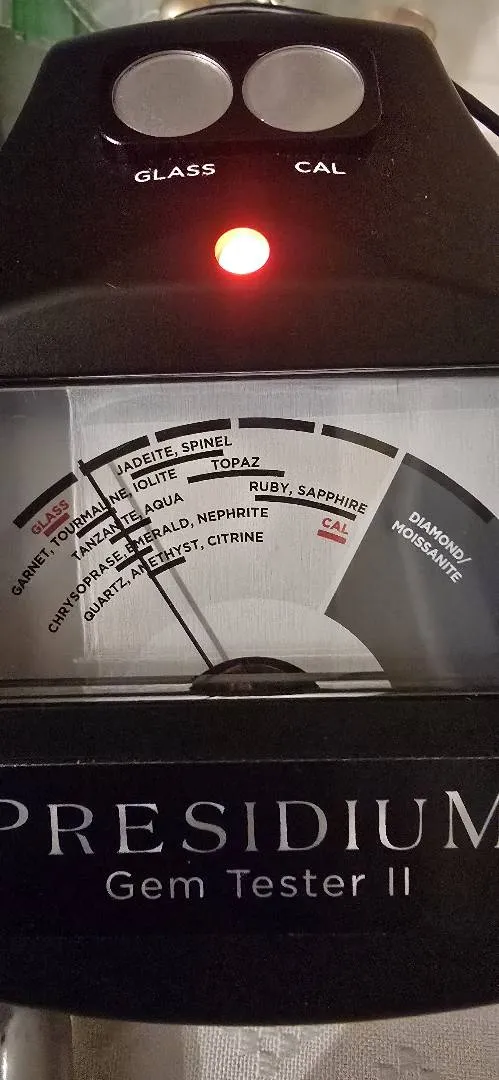 GLASS
CAL
JADEITE, SPINEL
TOPAZ
RUBY, SAPPHIRE
CAL
GLASS
GARNET, TOURMALINE, IOLITE
TANZANITE, AQUA
CHRYSOPRASE, EMERALD, NEPHRITE
QUARTZ, AMETHYST, CITRINE
DIAMOND/
MOISSANITE
PRESIDIUM
Gem Tester II